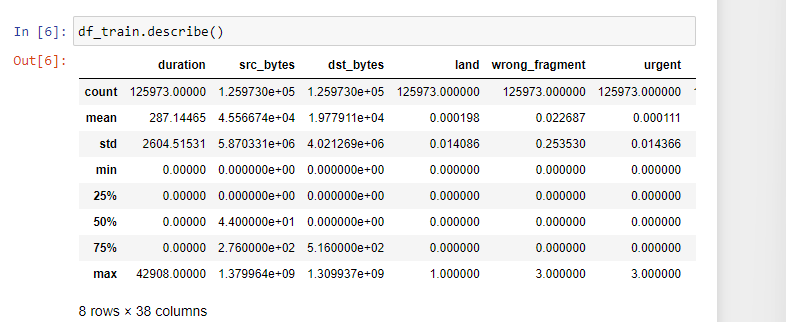 In [6]: df_train.describe()
Out[6]:
duration src_bytes dst_bytes land wrong_fragment urgent
count 125973.00000 1.259730e+05 1.259730e+05 125973.000000 125973.000000 125973.000000
mean 287.14465 4.556674e+04 1.977911e+04 0.000198 0.022687 0.000111
std 2604.51531 5.870331e+06 4.021269e+06 0.014086 0.253530 0.014366
min 0.00000 0.000000e+00 0.000000e+00 0.000000 0.000000 0.000000
25% 0.00000 0.000000e+00 0.000000e+00 0.000000 0.000000 0.000000
50% 0.00000 4.400000e+01 0.000000e+00 0.000000 0.000000 0.000000
75% 0.00000 2.760000e+02 5.160000e+02 0.000000 0.000000 0.000000
max 42908.00000 1.379964e+09 1.309937e+09 1.000000 3.000000 3.000000
8 rows × 38 columns